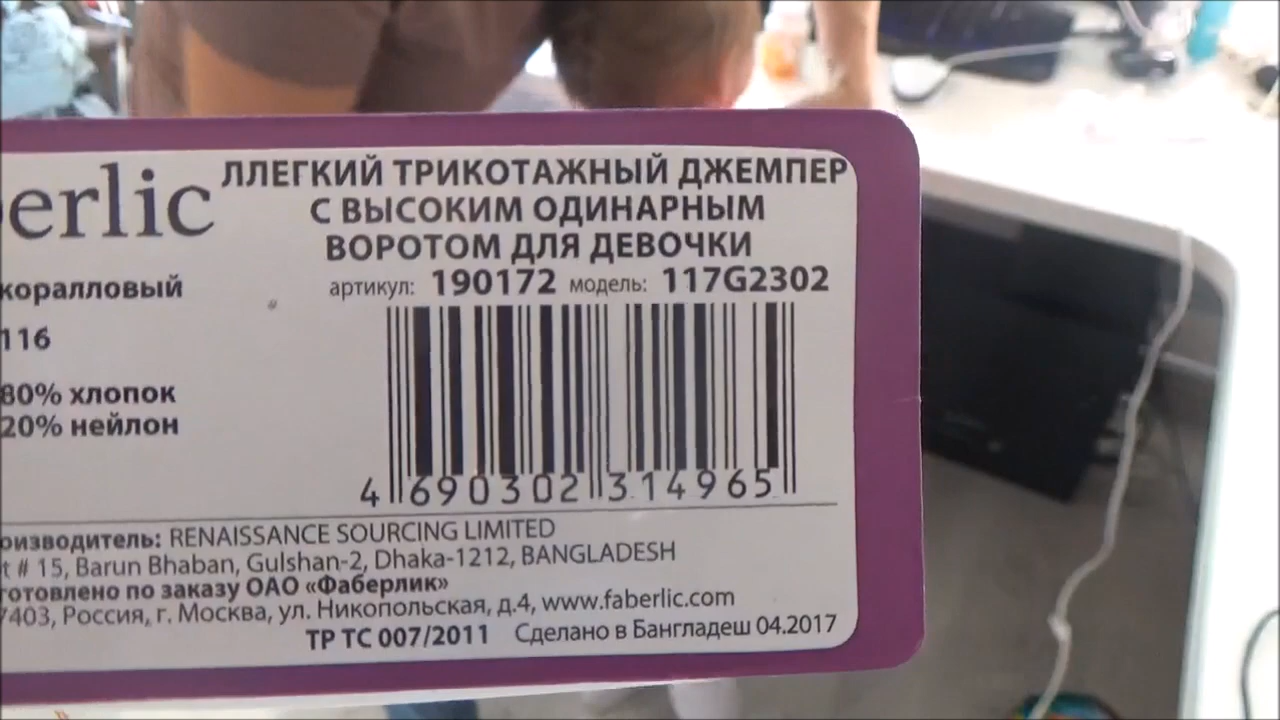 erlic
ЛЛЕГКИЙ ТРИКОТАЖНЫЙ ДЖЕМПЕР
С ВЫСОКИМ ОДИНАРНЫМ
ВОРОТОМ ДЛЯ ДЕВОЧКИ
артикул: 190172 модель: 117G2302
коралловый
116
80% хлопок
20% нейлон
4 690302 314965
оизводитель: RENAISSANCE SOURCING LIMITED
t # 15, Barun Bhaban, Gulshan-2, Dhaka-1212, BANGLADESH
готовлено по заказу ОАО «Фаберлик»
7403, Россия, г. Москва, ул. Никопольская, д.4, www.faberlic.com
ТР ТС 007/2011 Сделано в Бангладеш 04.2017